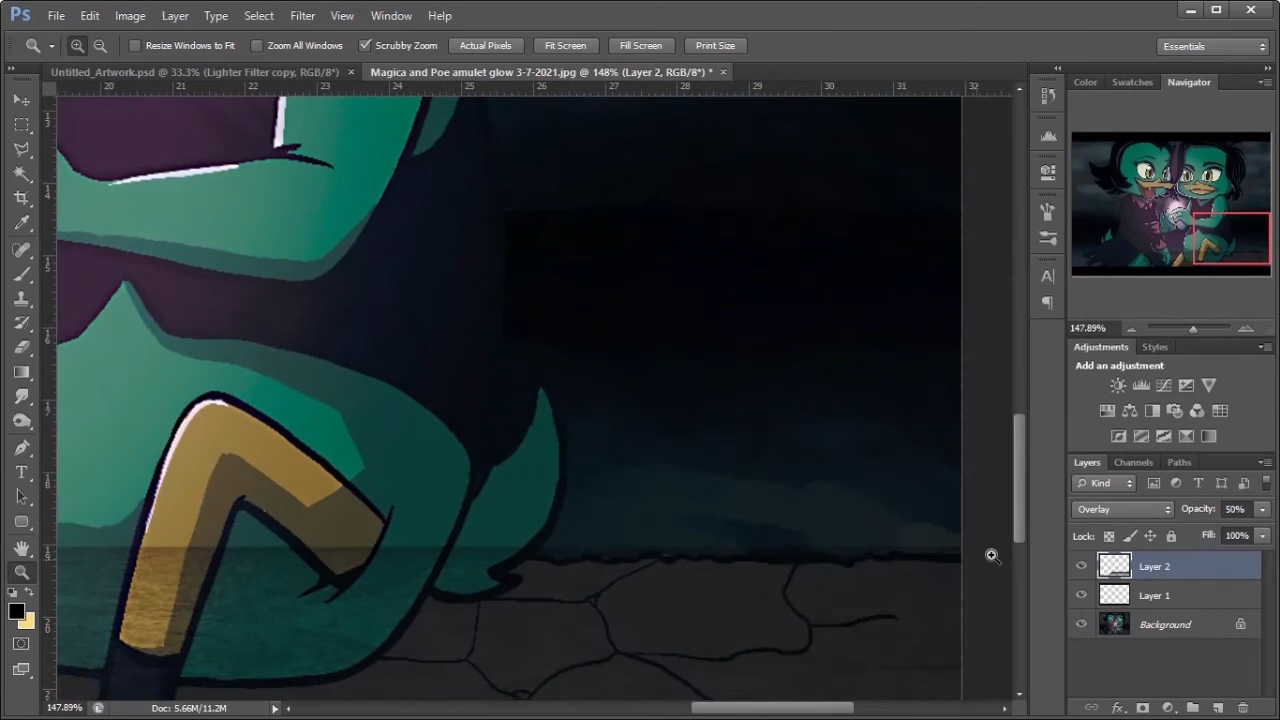 Ps File Edit Image Layer Type Select Filter View Window Help
Resize Windows to Fit Zoom All Windows Scrubby Zoom Actual Pixels Fit Screen Fill Screen Print Size Essentials
Untitled_Artwork.psd @ 33.3% (Lighter Filter copy, RGB/8*) × Magica and Poe amulet glow 3-7-2021.jpg @ 148% (Layer 2, RGB/8*) * ×
20 21 22 23 24 25 26 27 28 29 30 31 32
Color Swatches Navigator
147.89%
Adjustments Styles
Add an adjustment
Layers Channels Paths
Kind
Overlay Opacity: 50%
Lock: Fill: 100%
Layer 2
Layer 1
Background
147.89% Doc: 5.66M/11.2M